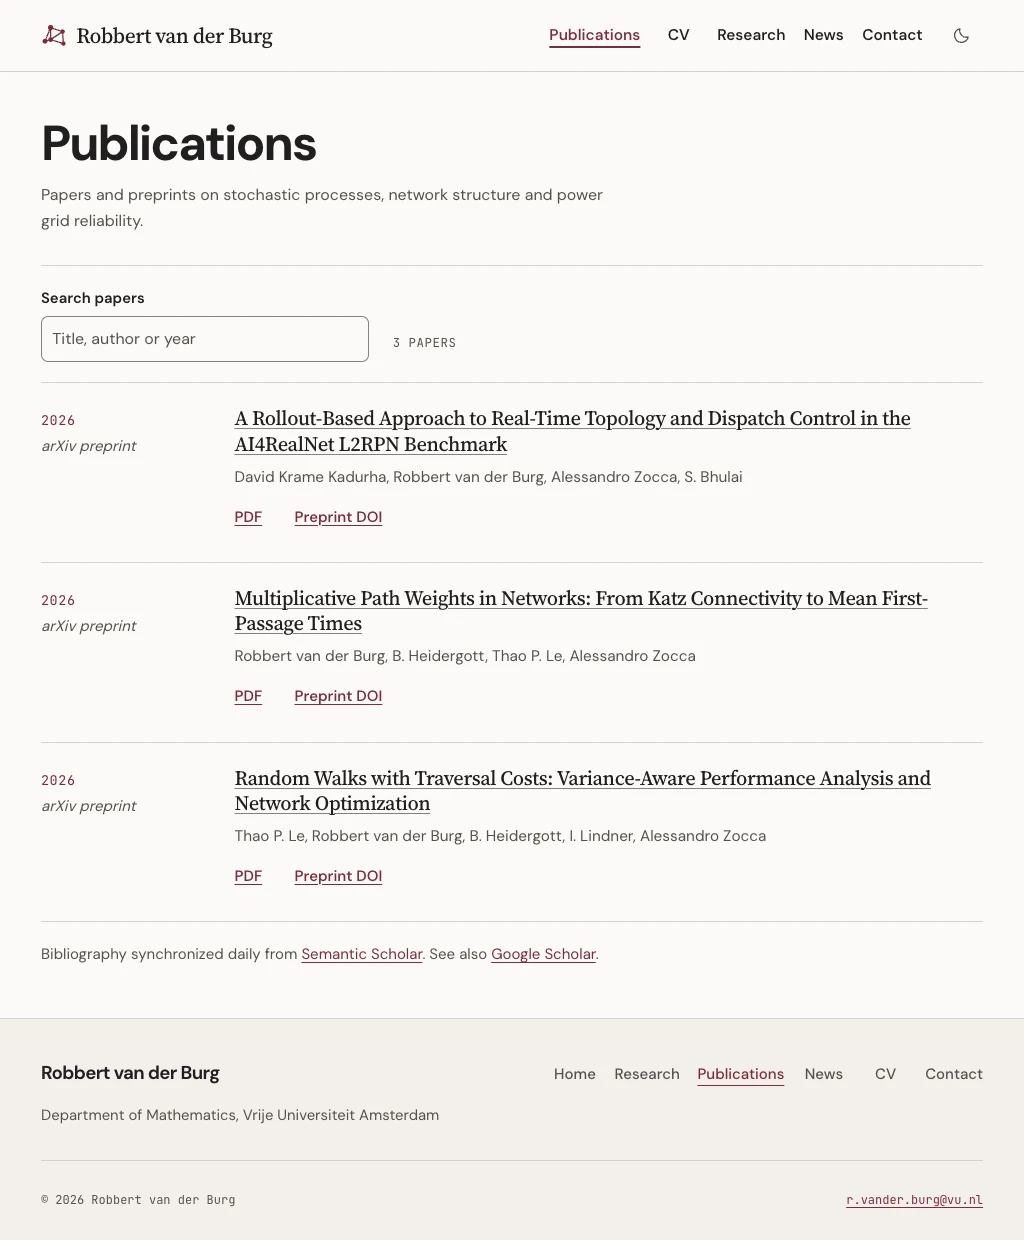 Robbert van der Burg
Publications CV Research News Contact
Publications
Papers and preprints on stochastic processes, network structure and power
grid reliability.
Search papers
Title, author or year
3 PAPERS
2026
arXiv preprint
A Rollout-Based Approach to Real-Time Topology and Dispatch Control in the
AI4RealNet L2RPN Benchmark
David Krame Kadurha, Robbert van der Burg, Alessandro Zocca, S. Bhulai
PDF Preprint DOI
2026
arXiv preprint
Multiplicative Path Weights in Networks: From Katz Connectivity to Mean First-
Passage Times
Robbert van der Burg, B. Heidergott, Thao P. Le, Alessandro Zocca
PDF Preprint DOI
2026
arXiv preprint
Random Walks with Traversal Costs: Variance-Aware Performance Analysis and
Network Optimization
Thao P. Le, Robbert van der Burg, B. Heidergott, I. Lindner, Alessandro Zocca
PDF Preprint DOI
Bibliography synchronized daily from Semantic Scholar. See also Google Scholar.
Robbert van der Burg
Home Research Publications News CV Contact
Department of Mathematics, Vrije Universiteit Amsterdam
© 2026 Robbert van der Burg
r.vander.burg@vu.nl